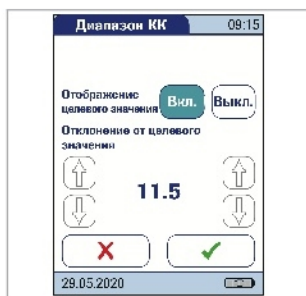 Диапазон КК 09:15
Отображение
целевого значения Вкл. Выкл.
Отклонение от целевого
значения
11.5
29.05.2020